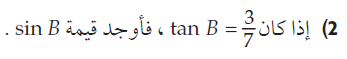 2) إذا كان tan B = 3/7 ، فأوجد قيمة sin B .